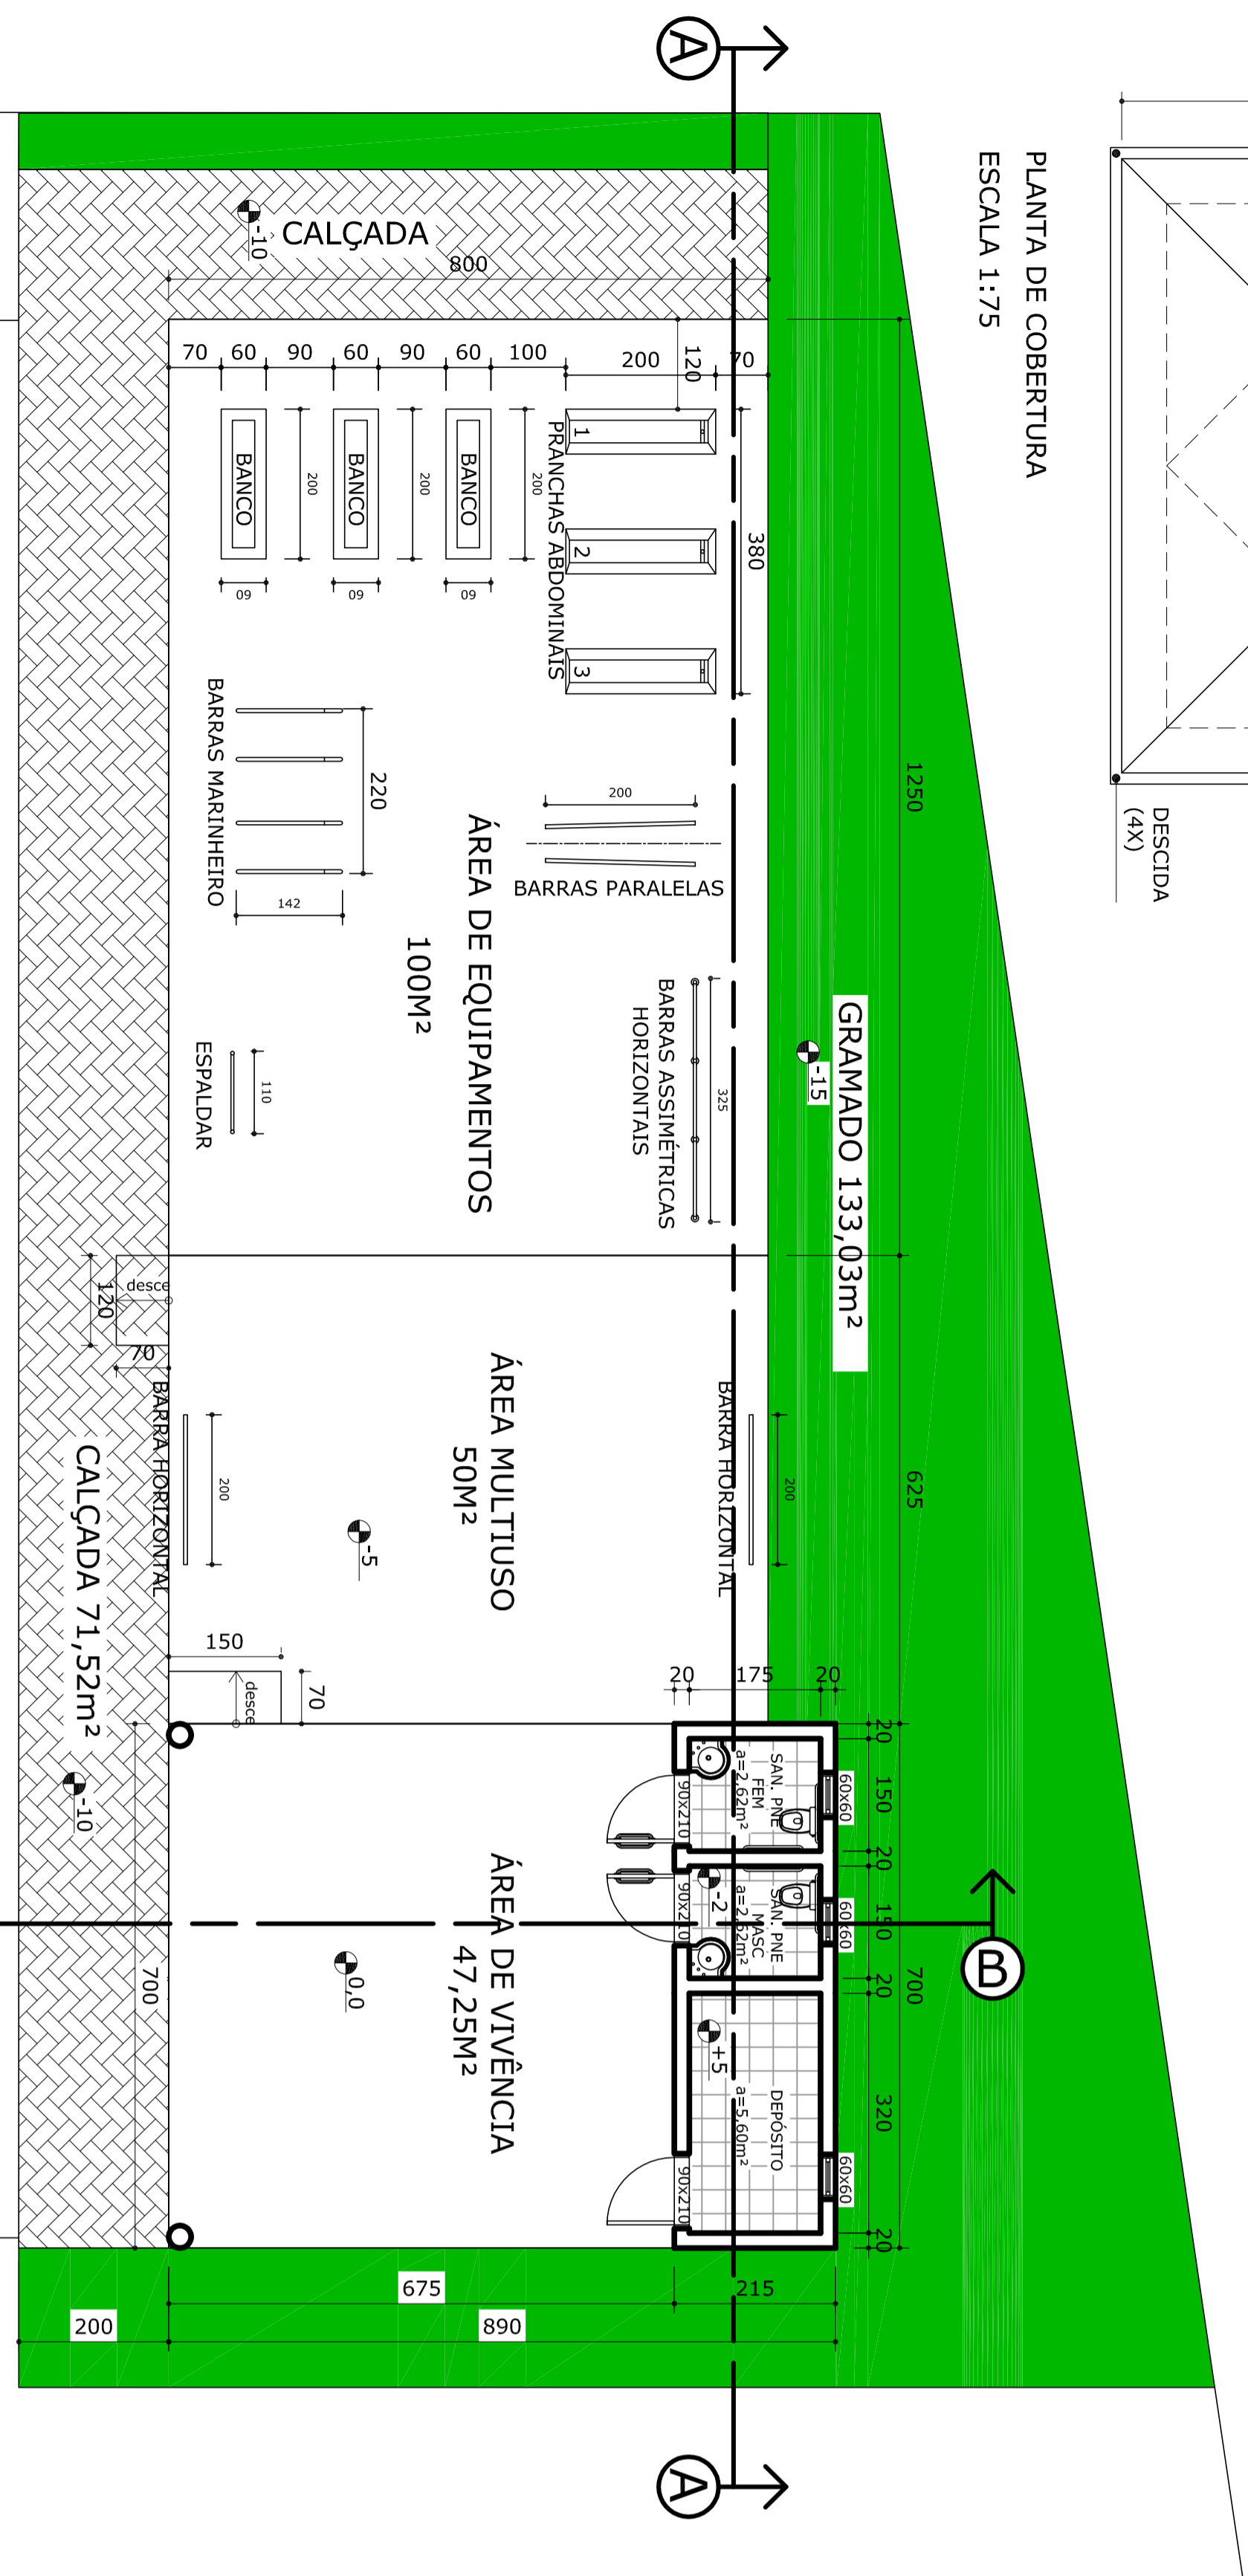 A
PLANTA DE COBERTURA
ESCALA 1:75
DESCIDA
(4X)
CALÇADA
-10
800
70
60
90
60
90
60
100
200
120
70
BANCO
BANCO
BANCO
200
200
200
60
60
60
PRANCHAS ABDOMINAIS
1
2
3
380
BARRAS MARINHEIRO
220
142
200
BARRAS PARALELAS
1250
ÁREA DE EQUIPAMENTOS
100M²
BARRAS ASSIMÉTRICAS
HORIZONTAIS
325
ESPALDAR
110
GRAMADO 133,03m²
-15
desce
120
70
BARRA HORIZONTAL
200
BARRA HORIZONTAL
200
ÁREA MULTIUSO
50M²
-5
625
CALÇADA 71,52m²
-10
150
70
desce
20
175
20
20
150
20
150
20
320
20
700
SAN. PNE
FEM
a=2,62m²
90x210
60x60
SAN. PNE
MASC
a=2,62m²
-2
90x210
60x60
B
DEPÓSITO
a=5,60m²
+5
90x210
60x60
ÁREA DE VIVÊNCIA
47,25M²
0,0
700
675
215
200
890
A